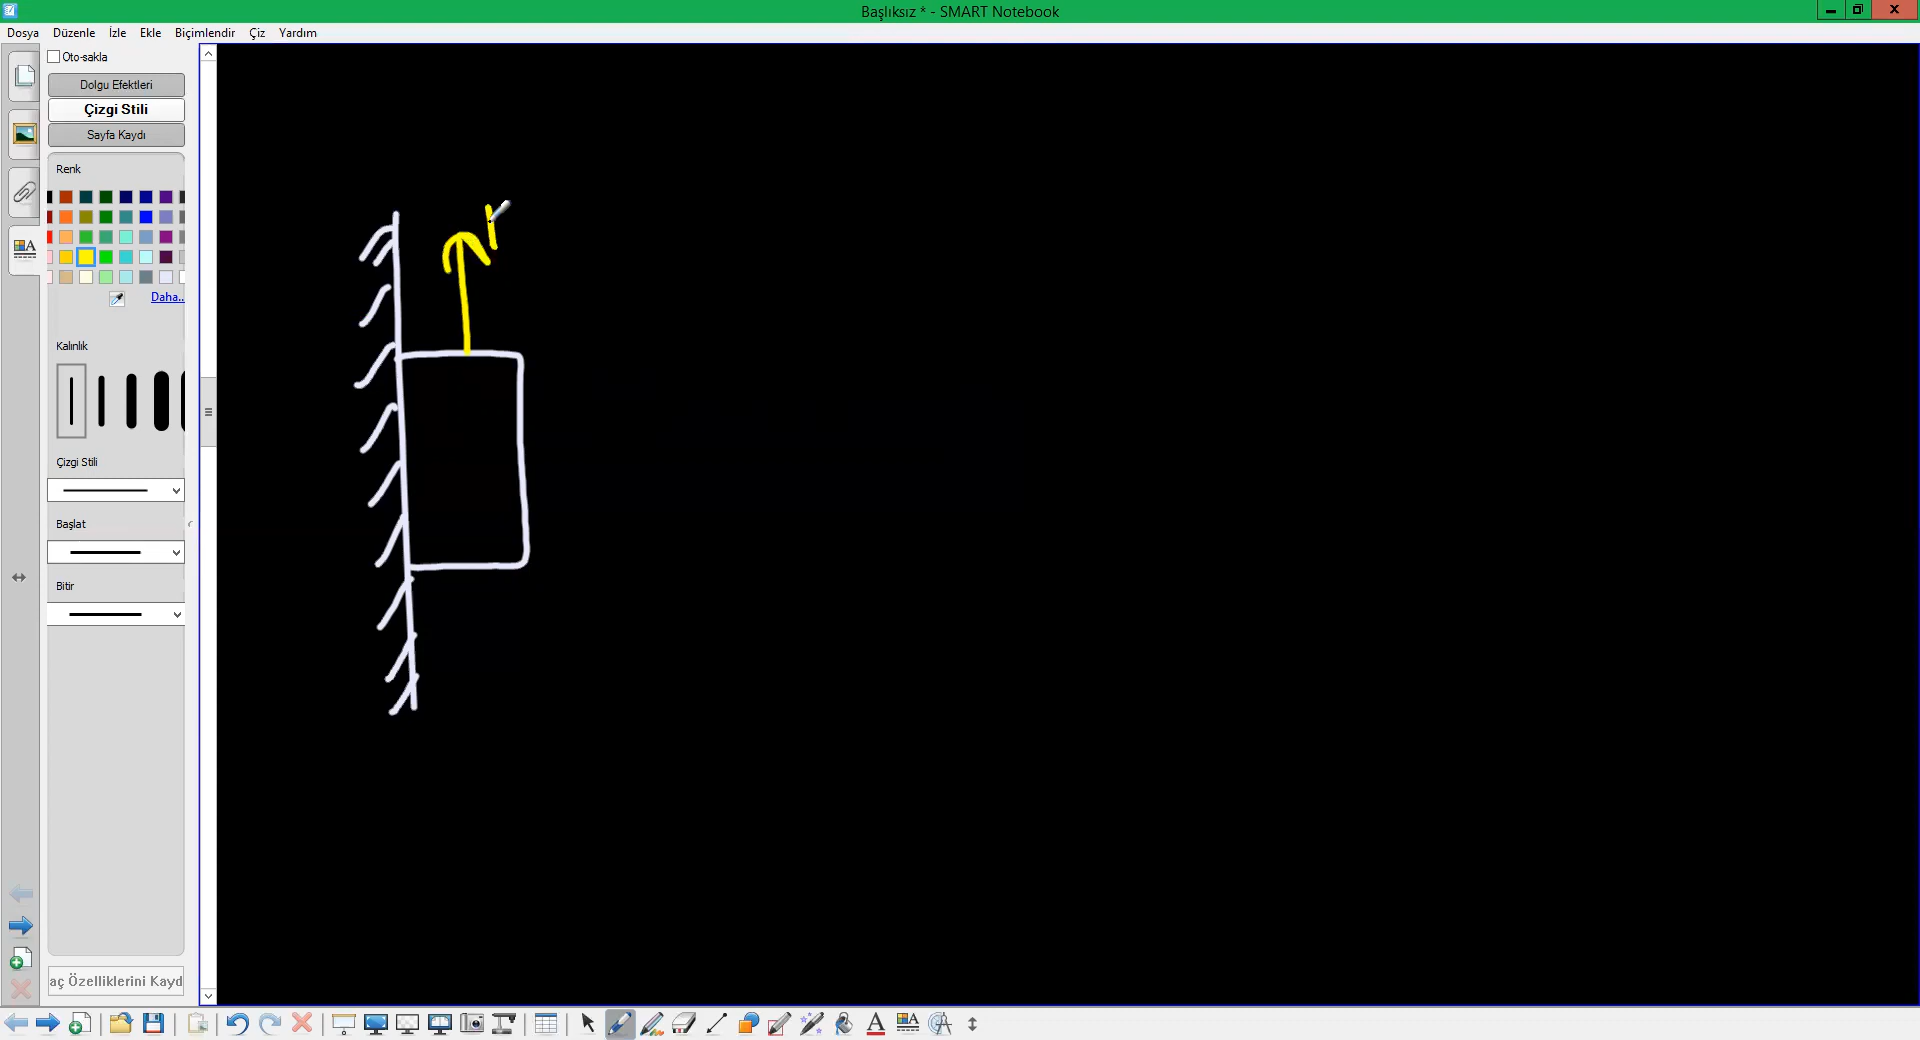 Başlıksız * - SMART Notebook
Dosya Düzenle İzle Ekle Biçimlendir Çiz Yardım
Oto-sakla
Dolgu Efektleri
Çizgi Stili
Sayfa Kaydı
Renk
Daha..
Kalınlık
Çizgi Stili
Başlat
Bitir
aç Özelliklerini Kayd